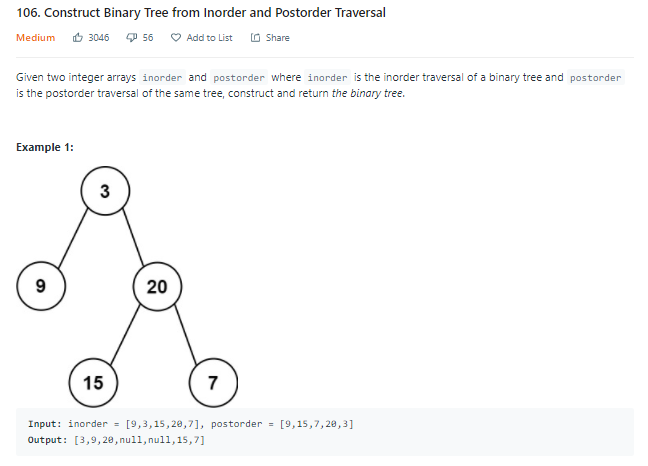 106. Construct Binary Tree from Inorder and Postorder Traversal
Medium 3046 56 Add to List Share
Given two integer arrays inorder and postorder where inorder is the inorder traversal of a binary tree and postorder
is the postorder traversal of the same tree, construct and return the binary tree.
Example 1:
3
9 20
15 7
Input: inorder = [9,3,15,20,7], postorder = [9,15,7,20,3]
Output: [3,9,20,null,null,15,7]